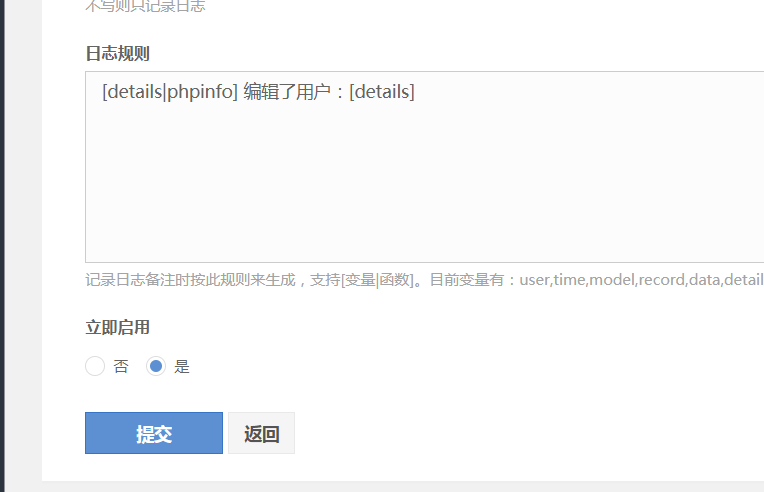 不写则只记录日志
日志规则
[details|phpinfo] 编辑了用户：[details]
记录日志备注时按此规则来生成，支持[变量|函数]。目前变量有：user,time,model,record,data,detail
立即启用
否 是
提交 返回